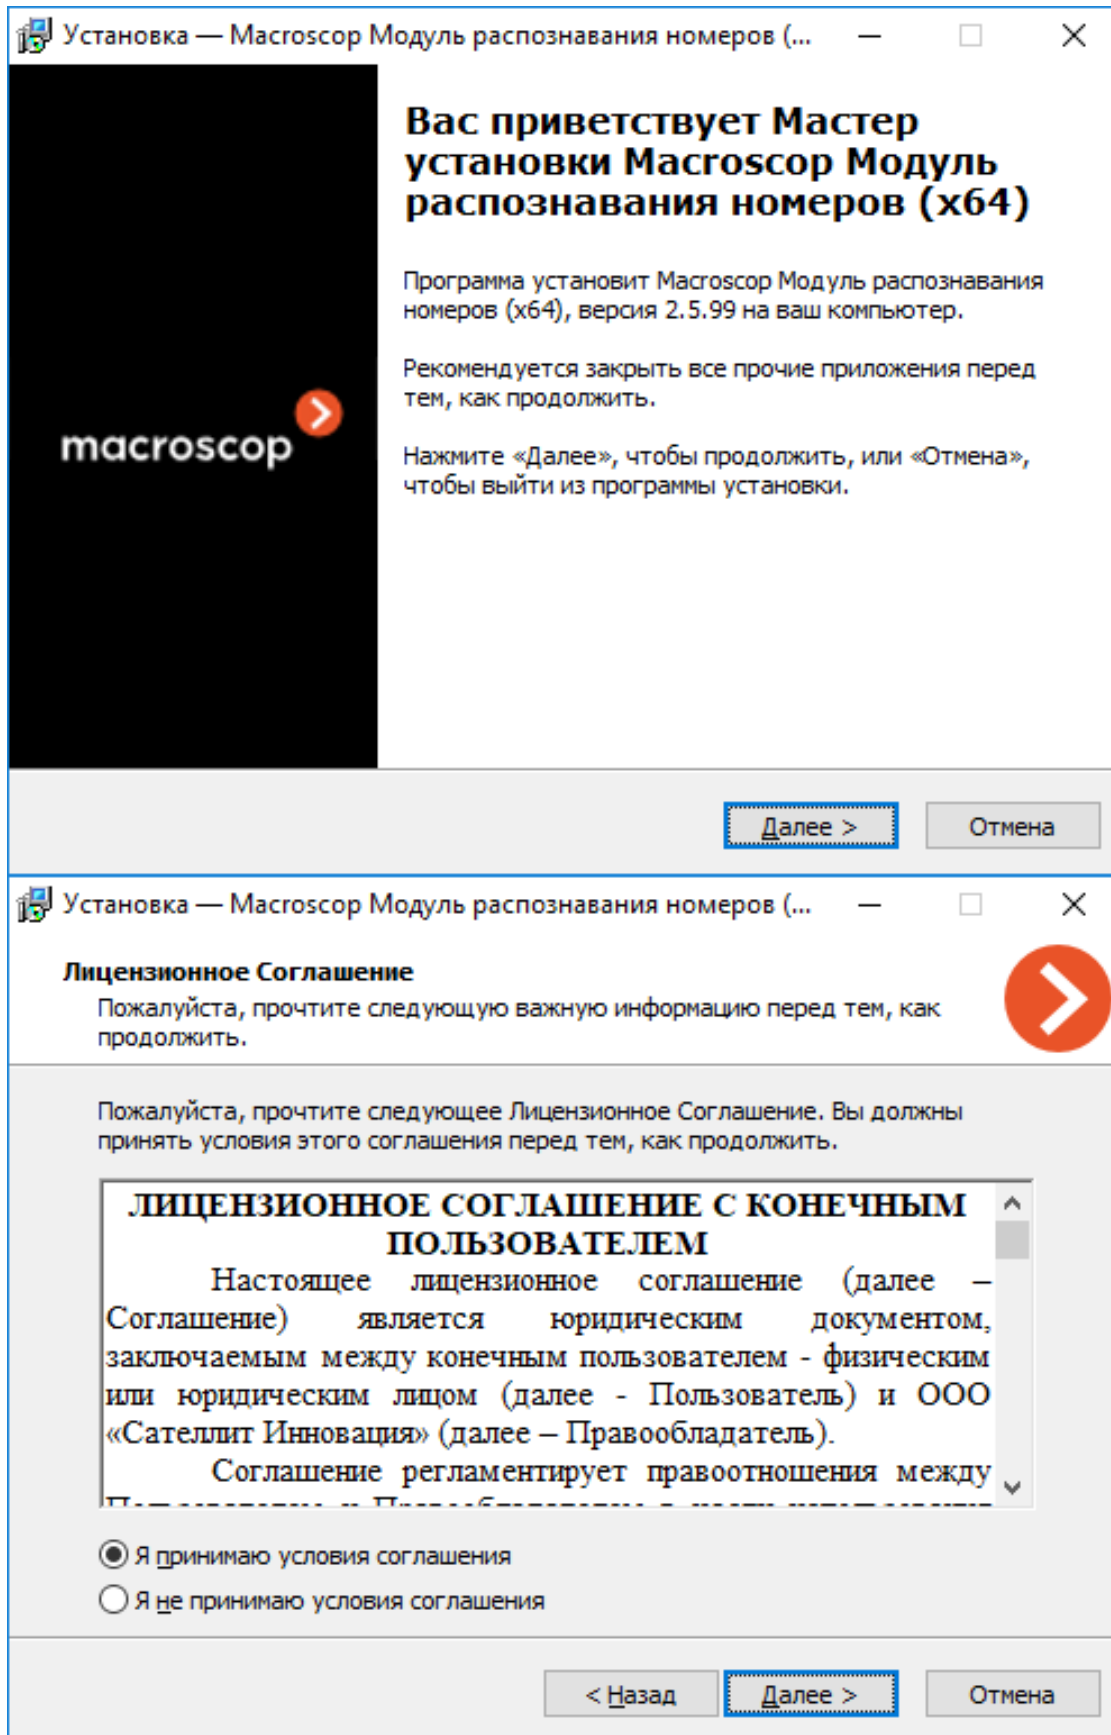 Установка — Macroscop Модуль распознавания номеров (...
Вас приветствует Мастер
установки Macroscop Модуль
распознавания номеров (x64)
Программа установит Macroscop Модуль распознавания
номеров (x64), версия 2.5.99 на ваш компьютер.
Рекомендуется закрыть все прочие приложения перед
тем, как продолжить.
Нажмите «Далее», чтобы продолжить, или «Отмена»,
чтобы выйти из программы установки.
macroscop
Далее >
Отмена
Установка — Macroscop Модуль распознавания номеров (...
Лицензионное Соглашение
Пожалуйста, прочтите следующую важную информацию перед тем, как
продолжить.
Пожалуйста, прочтите следующее Лицензионное Соглашение. Вы должны
принять условия этого соглашения перед тем, как продолжить.
ЛИЦЕНЗИОННОЕ СОГЛАШЕНИЕ С КОНЕЧНЫМ
ПОЛЬЗОВАТЕЛЕМ
Настоящее лицензионное соглашение (далее –
Соглашение) является юридическим документом,
заключаемым между конечным пользователем - физическим
или юридическим лицом (далее - Пользователь) и ООО
«Сателлит Инновация» (далее – Правообладатель).
Соглашение регламентирует правоотношения между
Я принимаю условия соглашения
Я не принимаю условия соглашения
< Назад
Далее >
Отмена